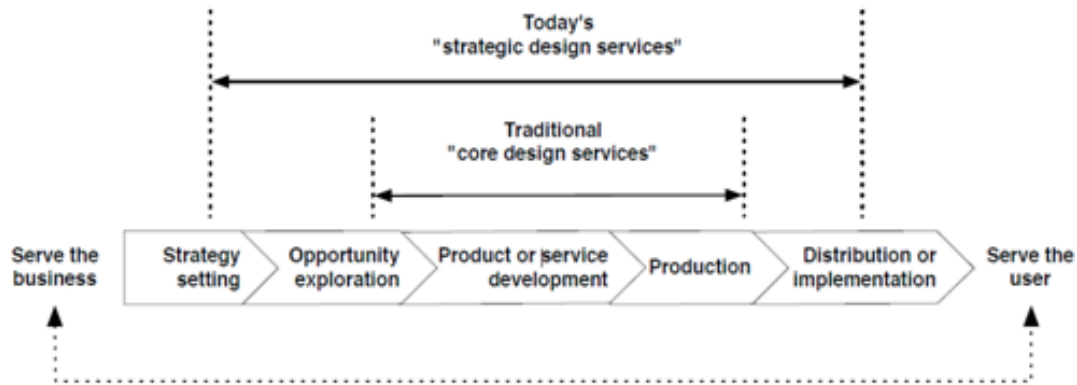 Today's
"strategic design services"
Traditional
"core design services"
Serve the
business
Strategy
setting
Opportunity
exploration
Product or service
development
Production
Distribution or
implementation
Serve the
user